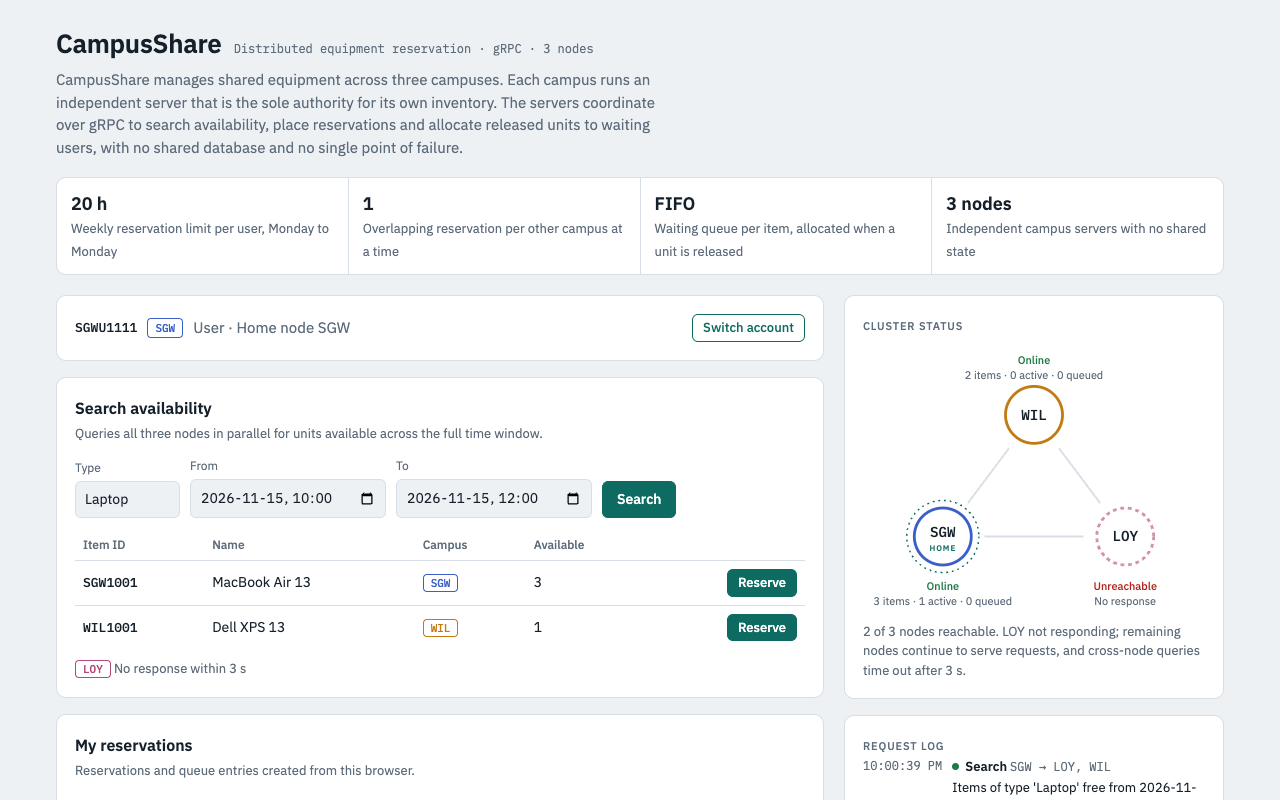 CampusShare Distributed equipment reservation · gRPC · 3 nodes
CampusShare manages shared equipment across three campuses. Each campus runs an
independent server that is the sole authority for its own inventory. The servers coordinate
over gRPC to search availability, place reservations and allocate released units to waiting
users, with no shared database and no single point of failure.
20 h
Weekly reservation limit per user, Monday to
Monday
1
Overlapping reservation per other campus at
a time
FIFO
Waiting queue per item, allocated when a
unit is released
3 nodes
Independent campus servers with no shared
state
SGWU1111 SGW User · Home node SGW Switch account
Search availability
Queries all three nodes in parallel for units available across the full time window.
Type From To
Laptop 2026-11-15, 10:00 2026-11-15, 12:00 Search
Item ID Name Campus Available
SGW1001 MacBook Air 13 SGW 3 Reserve
WIL1001 Dell XPS 13 WIL 1 Reserve
LOY No response within 3 s
My reservations
Reservations and queue entries created from this browser.
CLUSTER STATUS
Online
2 items · 0 active · 0 queued
WIL
SGW
HOME
LOY
Online
3 items · 1 active · 0 queued
Unreachable
No response
2 of 3 nodes reachable. LOY not responding; remaining
nodes continue to serve requests, and cross-node queries
time out after 3 s.
REQUEST LOG
10:00:39 PM Search SGW → LOY, WIL
Items of type 'Laptop' free from 2026-11-